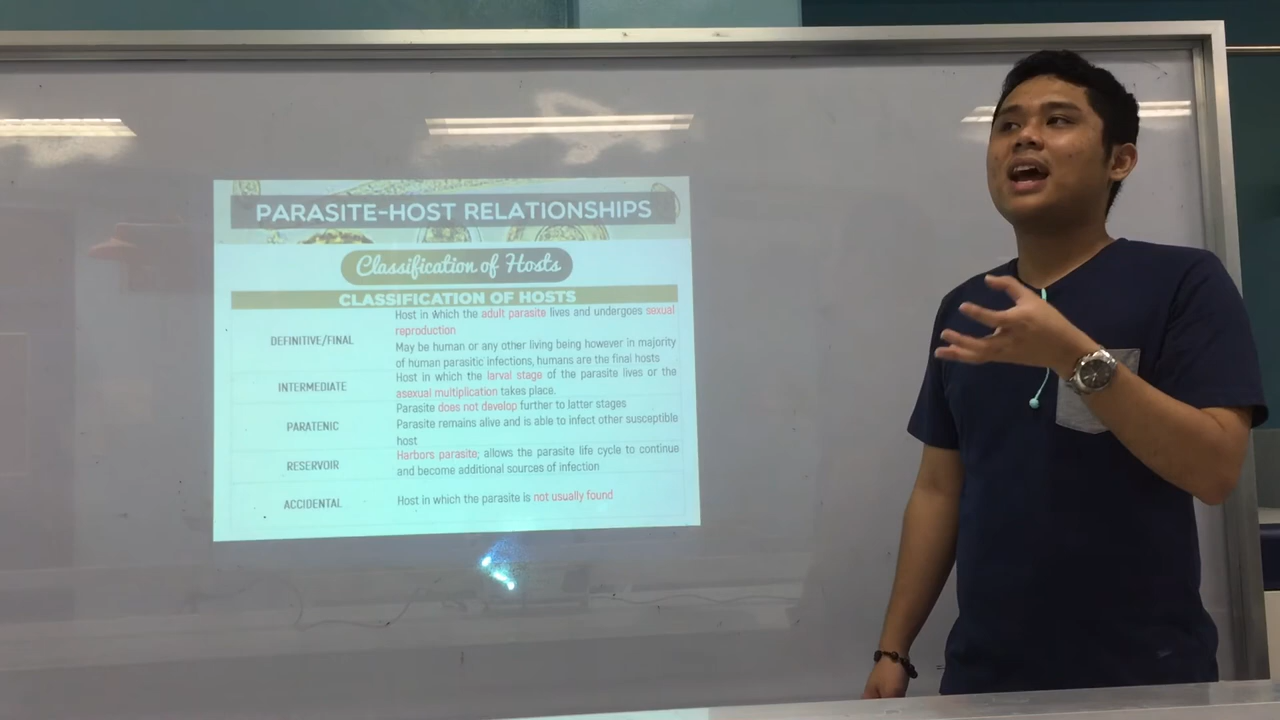 PARASITE-HOST RELATIONSHIPS
Classification of Hosts
CLASSIFICATION OF HOSTS
DEFINITIVE/FINAL
Host in which the adult parasite lives and undergoes sexual
reproduction
May be human or any other living being however in majority
of human parasitic infections, humans are the final hosts
INTERMEDIATE
Host in which the larval stage of the parasite lives or the
asexual multiplication takes place.
PARATENIC
Parasite does not develop further to latter stages
Parasite remains alive and is able to infect other susceptible
host
RESERVOIR
Harbors parasite; allows the parasite life cycle to continue
and become additional sources of infection
ACCIDENTAL
Host in which the parasite is not usually found